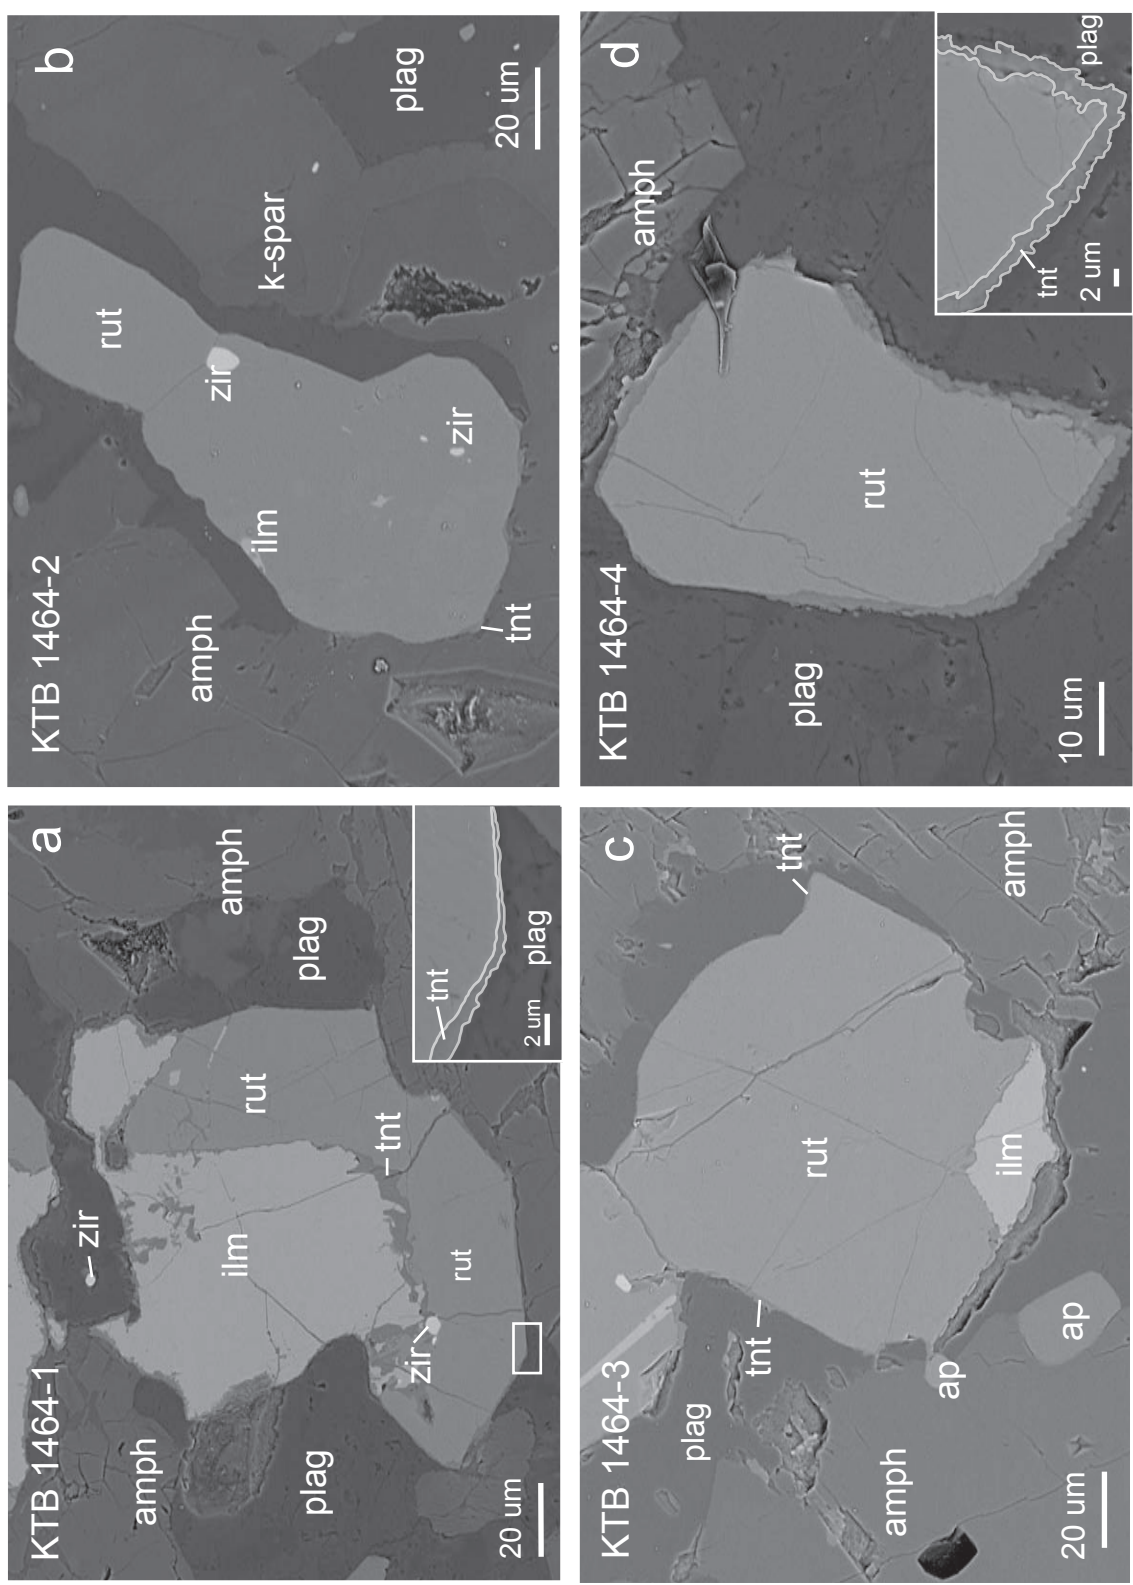 KTB 1464-1
a
zir
amph
amph
ilm
rut
plag
tnt
zir
rut
plag
20 um
tnt
plag
2 um
KTB 1464-2
b
rut
ilm
zir
k-spar
plag
amph
zir
tnt
20 um
KTB 1464-3
c
tnt
plag
rut
amph
tnt
ilm
amph
ap
ap
20 um
KTB 1464-4
d
amph
plag
rut
10 um
tnt
plag
2 um